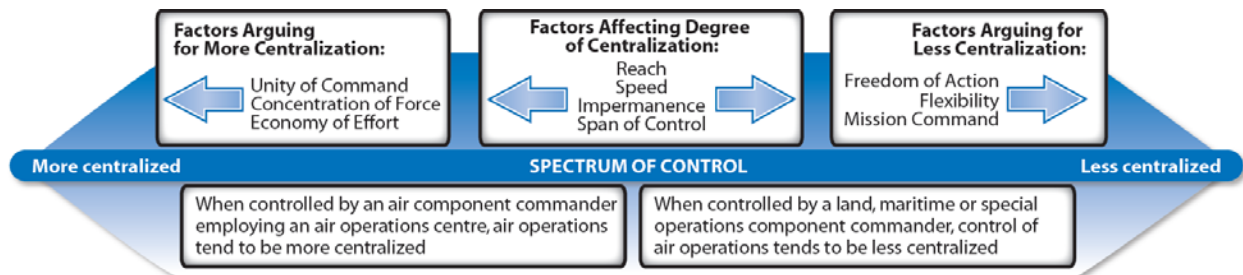 Factors Arguing
for More Centralization:
Unity of Command
Concentration of Force
Economy of Effort
Factors Affecting Degree
of Centralization:
Reach
Speed
Impermanence
Span of Control
Factors Arguing for
Less Centralization:
Freedom of Action
Flexibility
Mission Command
More centralized
SPECTRUM OF CONTROL
Less centralized
When controlled by an air component commander
employing an air operations centre, air operations
tend to be more centralized
When controlled by a land, maritime or special
operations component commander, control of
air operations tends to be less centralized